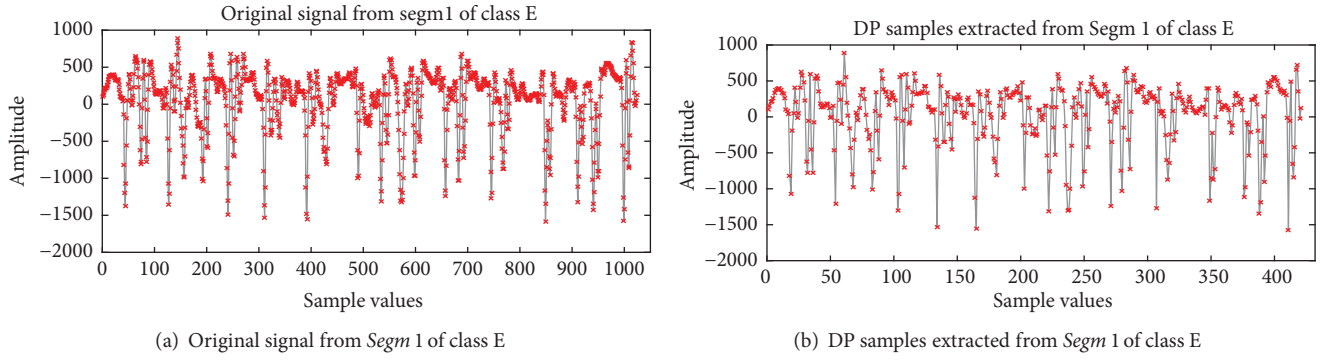 Original signal from segm1 of class E
1000
500
0
−500
−1000
−1500
−2000
Amplitude
0 100 200 300 400 500 600 700 800 900 1000
Sample values
(a) Original signal from Segm 1 of class E
DP samples extracted from Segm 1 of class E
1000
500
0
−500
−1000
−1500
−2000
Amplitude
0 50 100 150 200 250 300 350 400
Sample values
(b) DP samples extracted from Segm 1 of class E